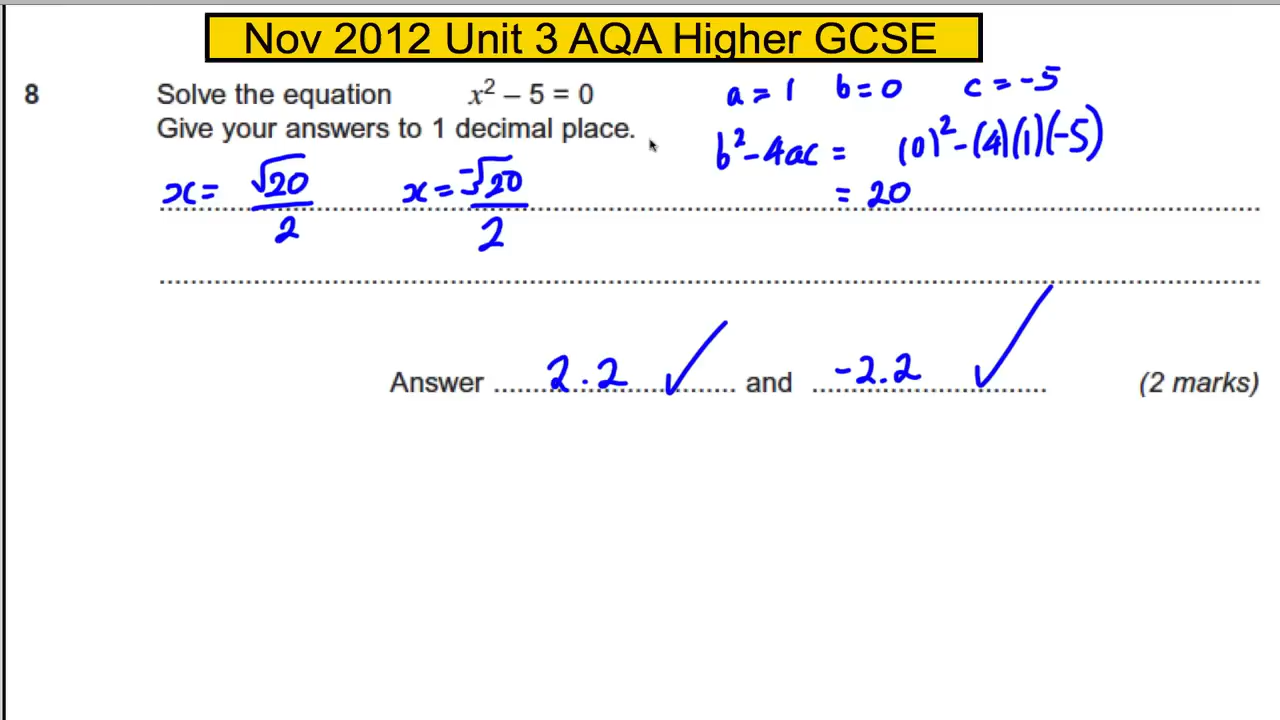 Nov 2012 Unit 3 AQA Higher GCSE
8 Solve the equation x² – 5 = 0
a = 1 b = 0 c = -5
Give your answers to 1 decimal place.
b² - 4ac = (0)² - (4)(1)(-5)
= 20
x = √20/2 x = -√20/2
Answer 2.2 ✓ and -2.2 ✓ (2 marks)